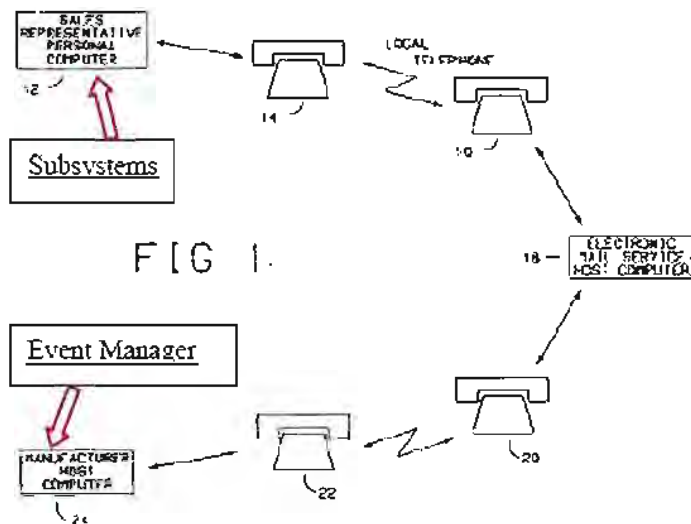 SALES
REPRESENTATIVE
PERSONAL
COMPUTER
12
14
LOCAL
TELEPHONE
Subsystems
FIG 1.
18
ELECTRONIC
MAIL SERVICE
HOST COMPUTER
Event Manager
MANUFACTURER
HOST
COMPUTER
22
20